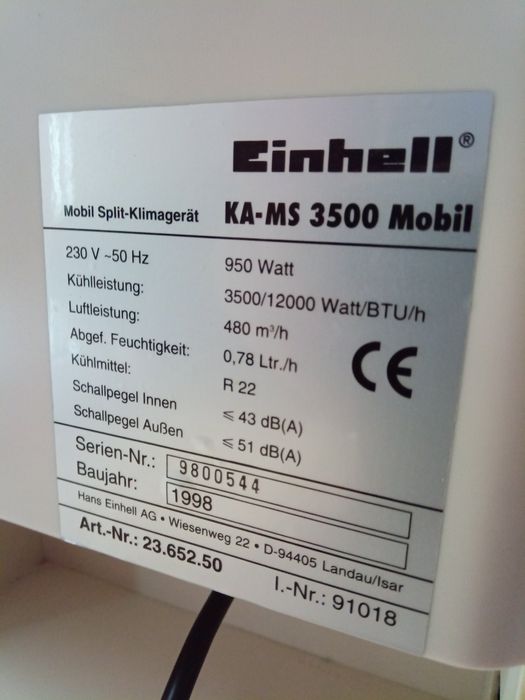 Einhell®
Mobil Split-Klimagerät KA-MS 3500 Mobil
230 V ~50 Hz 950 Watt
Kühlleistung: 3500/12000 Watt/BTU/h
Luftleistung: 480 m³/h
Abgef. Feuchtigkeit: 0,78 Ltr./h
Kühlmittel: R 22
Schallpegel Innen ≤ 43 dB(A)
Schallpegel Außen ≤ 51 dB(A)
CE
Serien-Nr.: 9800544
Baujahr: 1998
Hans Einhell AG • Wiesenweg 22 • D-94405 Landau/Isar
Art.-Nr.: 23.652.50 I.-Nr.: 91018